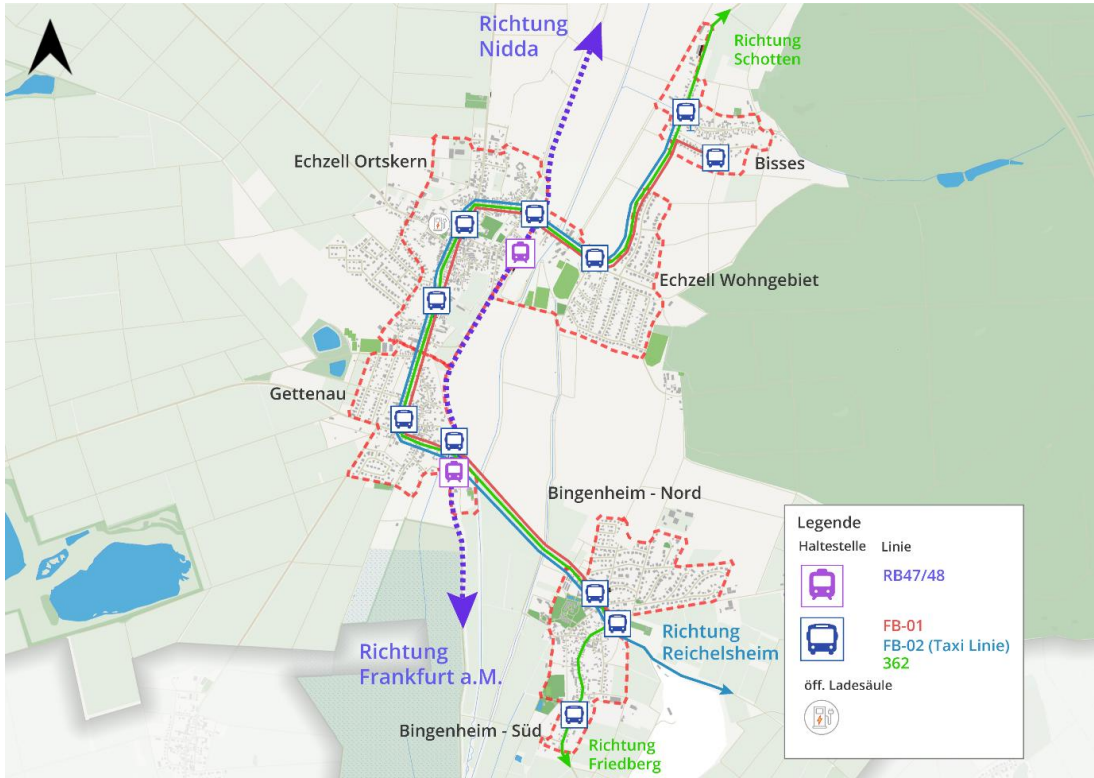 Richtung
Nidda
Richtung
Schotten
Echzell Ortskern
Bisses
Echzell Wohngebiet
Gettenau
Bingenheim - Nord
Richtung
Reichelsheim
Richtung
Frankfurt a.M.
Bingenheim - Süd
Richtung
Friedberg
Legende
Haltestelle Linie
RB47/48
FB-01
FB-02 (Taxi Linie)
362
öff. Ladesäule